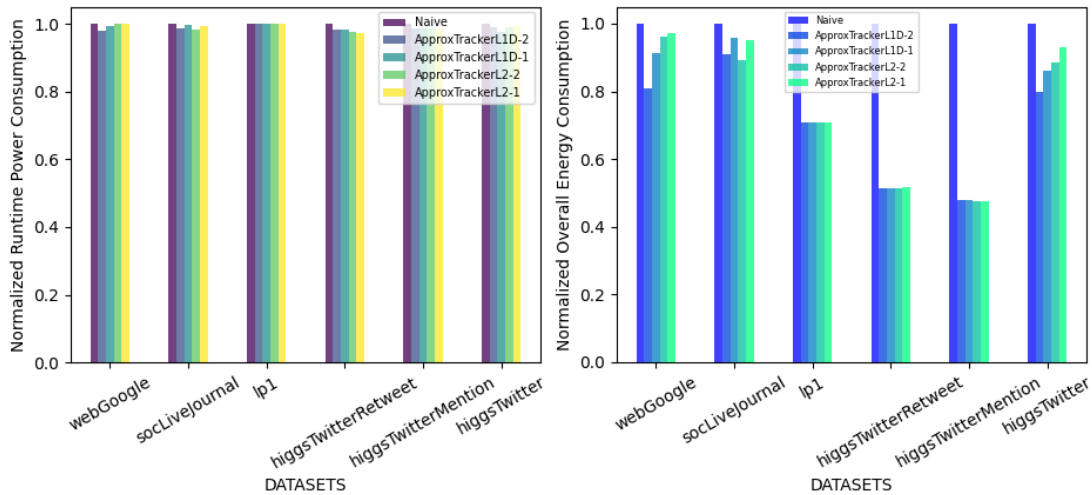 Normalized Runtime Power Consumption
1.0
0.8
0.6
0.4
0.2
0.0
Naive
ApproxTrackerL1D-2
ApproxTrackerL1D-1
ApproxTrackerL2-2
ApproxTrackerL2-1
webGoogle
socLiveJournal
lp1
higgsTwitterRetweet
higgsTwitterMention
higgsTwitter
DATASETS
Normalized Overall Energy Consumption
1.0
0.8
0.6
0.4
0.2
0.0
Naive
ApproxTrackerL1D-2
ApproxTrackerL1D-1
ApproxTrackerL2-2
ApproxTrackerL2-1
webGoogle
socLiveJournal
lp1
higgsTwitterRetweet
higgsTwitterMention
higgsTwitter
DATASETS